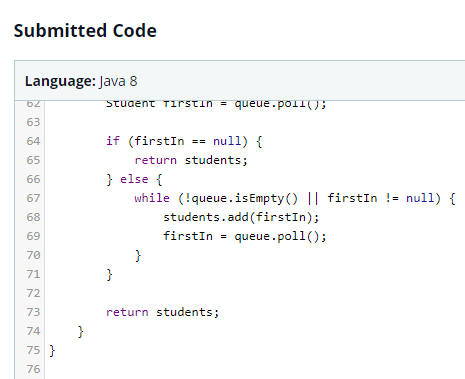 Submitted Code
Language: Java 8
62 Student firstIn = queue.poll();
63
64 if (firstIn == null) {
65 return students;
66 } else {
67 while (!queue.isEmpty() || firstIn != null) {
68 students.add(firstIn);
69 firstIn = queue.poll();
70 }
71 }
72
73 return students;
74 }
75 }
76